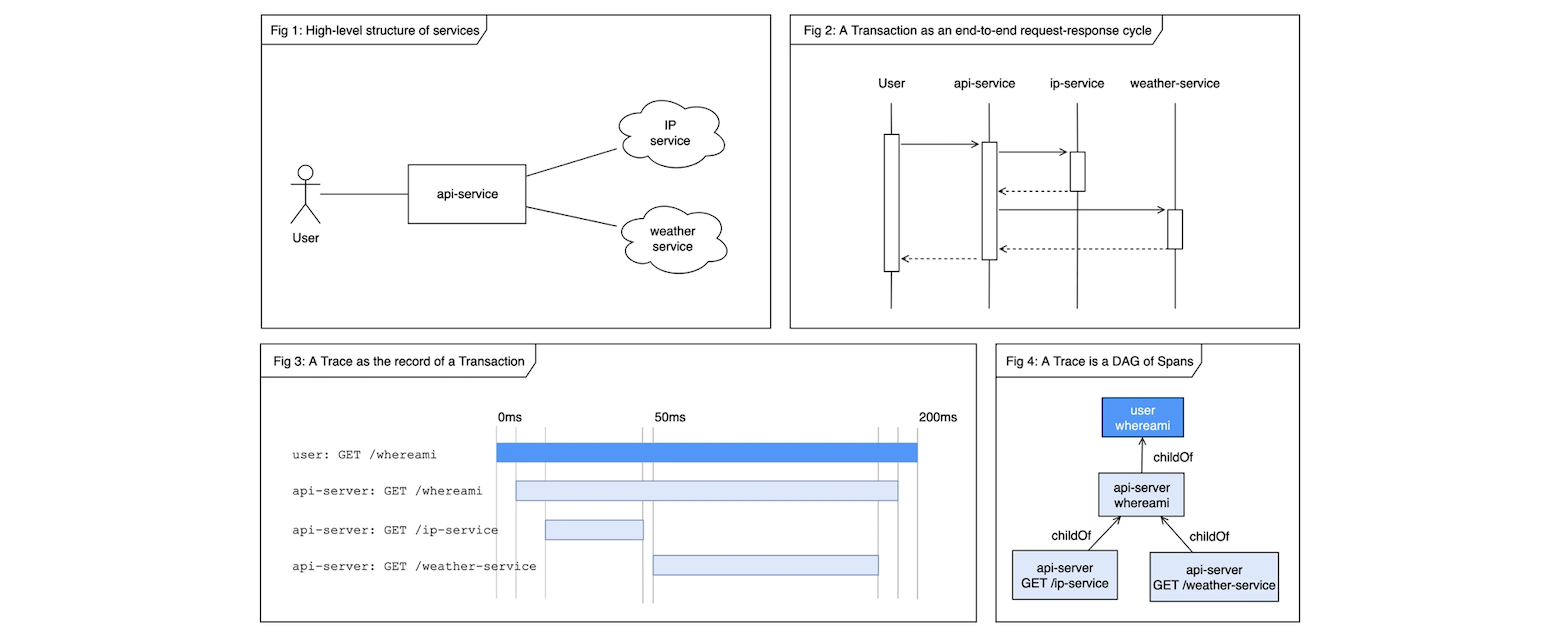 Fig 1: High-level structure of services
IP
service
api-service
User
weather
service
Fig 2: A Transaction as an end-to-end request-response cycle
User api-service ip-service weather-service
Fig 3: A Trace as the record of a Transaction
0ms 50ms 200ms
user: GET /whereami
api-server: GET /whereami
api-server: GET /ip-service
api-server: GET /weather-service
Fig 4: A Trace is a DAG of Spans
user
whereami
childOf
api-server
whereami
childOf childOf
api-server
GET /ip-service
api-server
GET /weather-service